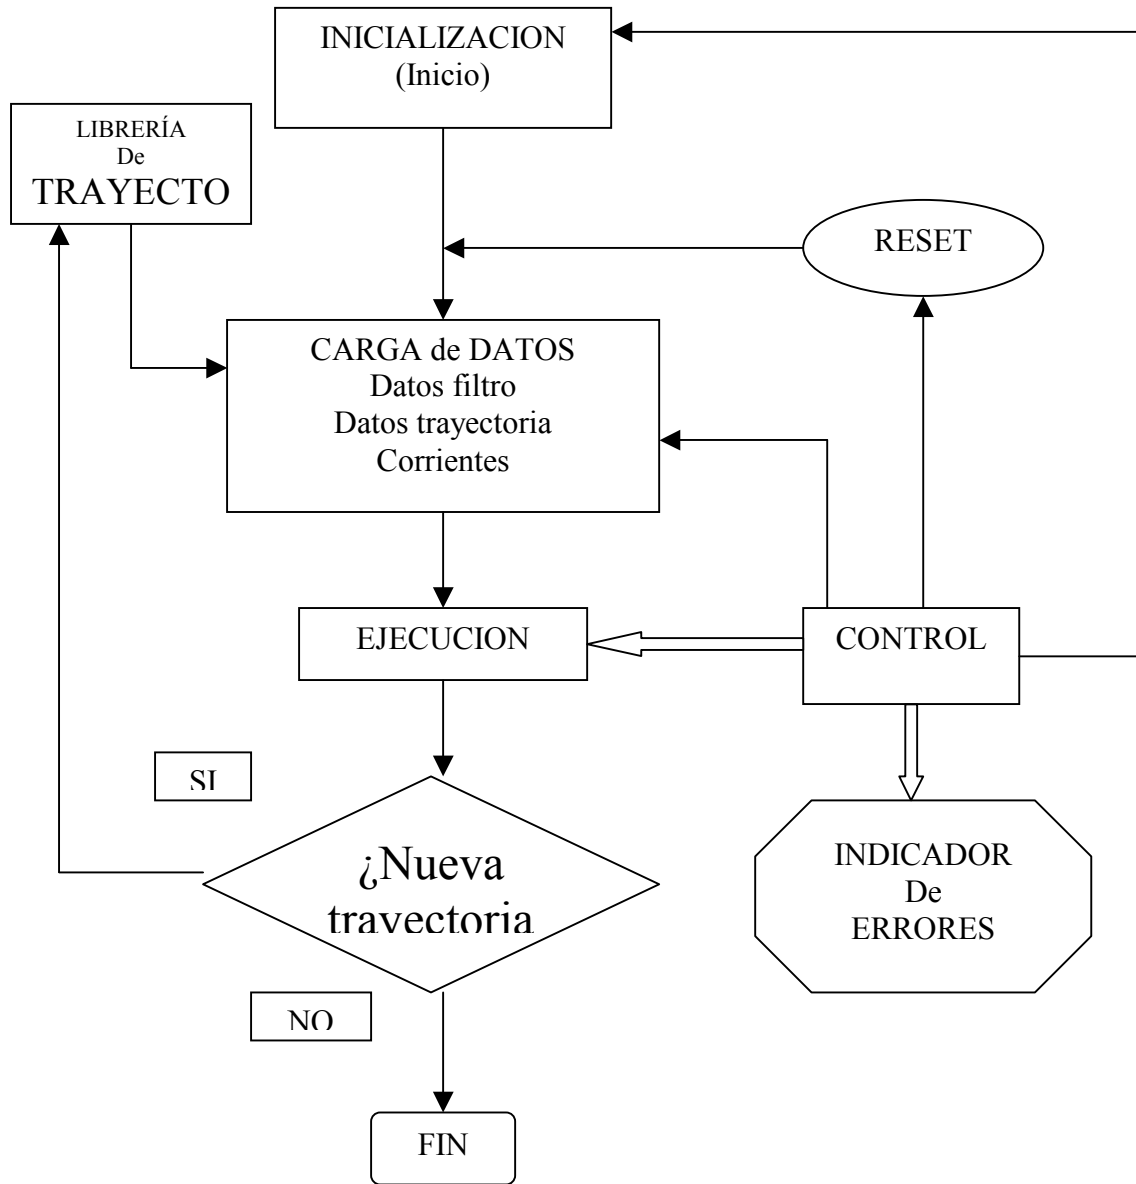 INICIALIZACION
(Inicio)
LIBRERÍA
De
TRAYECTO
RESET
CARGA de DATOS
Datos filtro
Datos trayectoria
Corrientes
EJECUCION
CONTROL
SI
¿Nueva
trayectoria
INDICADOR
De
ERRORES
NO
FIN